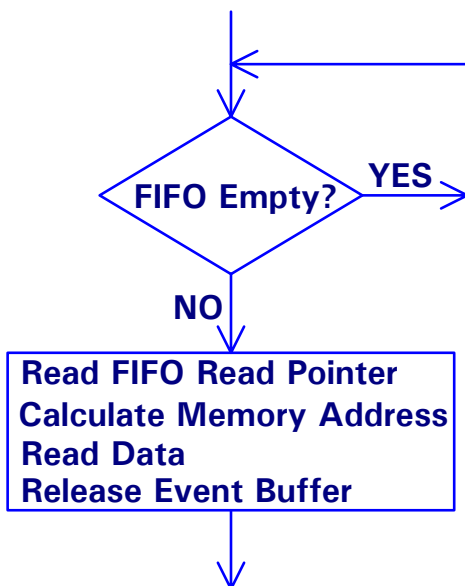 FIFO Empty?
YES
NO
Read FIFO Read Pointer
Calculate Memory Address
Read Data
Release Event Buffer